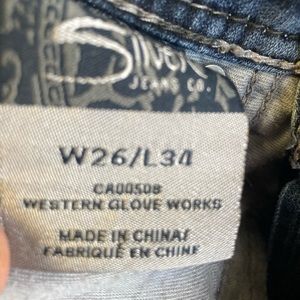 Silver
JEANS CO.
W26/L34
CA00508
WESTERN GLOVE WORKS
MADE IN CHINA/
FABRIQUÉ EN CHINE